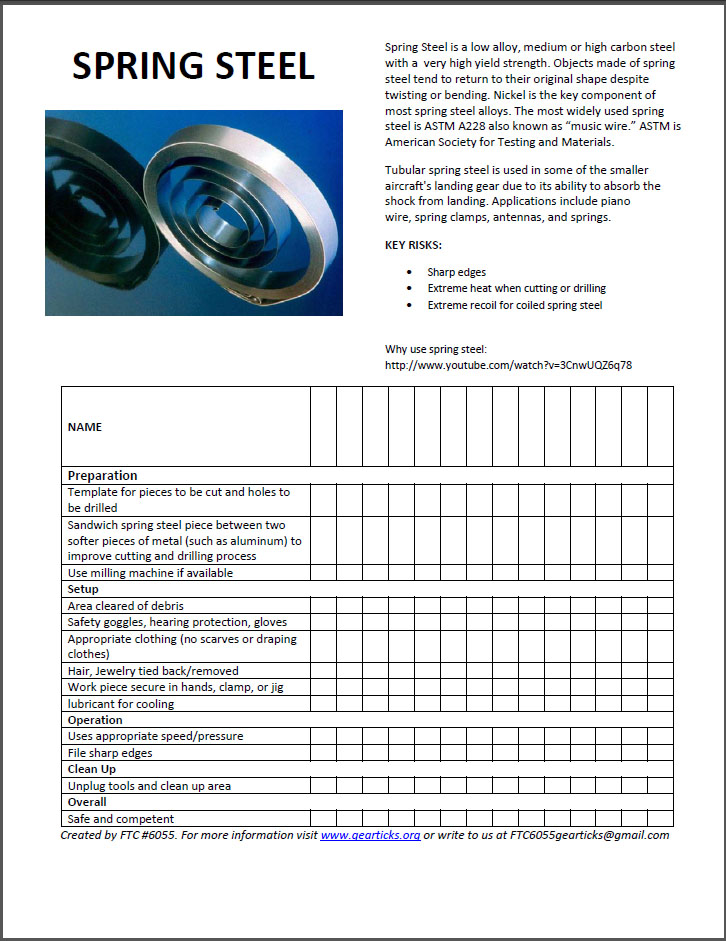 SPRING STEEL
Spring Steel is a low alloy, medium or high carbon steel
with a  very high yield strength. Objects made of spring
steel tend to return to their original shape despite
twisting or bending. Nickel is the key component of
most spring steel alloys. The most widely used spring
steel is ASTM A228 also known as “music wire.” ASTM is
American Society for Testing and Materials.
Tubular spring steel is used in some of the smaller
aircraft's landing gear due to its ability to absorb the
shock from landing. Applications include piano
wire, spring clamps, antennas, and springs.
KEY RISKS:
• Sharp edges
• Extreme heat when cutting or drilling
• Extreme recoil for coiled spring steel
Why use spring steel:
http://www.youtube.com/watch?v=3CnwUQZ6q78
NAME
Preparation
Template for pieces to be cut and holes to
be drilled
Sandwich spring steel piece between two
softer pieces of metal (such as aluminum) to
improve cutting and drilling process
Use milling machine if available
Setup
Area cleared of debris
Safety goggles, hearing protection, gloves
Appropriate clothing (no scarves or draping
clothes)
Hair, Jewelry tied back/removed
Work piece secure in hands, clamp, or jig
lubricant for cooling
Operation
Uses appropriate speed/pressure
File sharp edges
Clean Up
Unplug tools and clean up area
Overall
Safe and competent
Created by FTC #6055. For more information visit www.gearticks.org or write to us at FTC6055gearticks@gmail.com